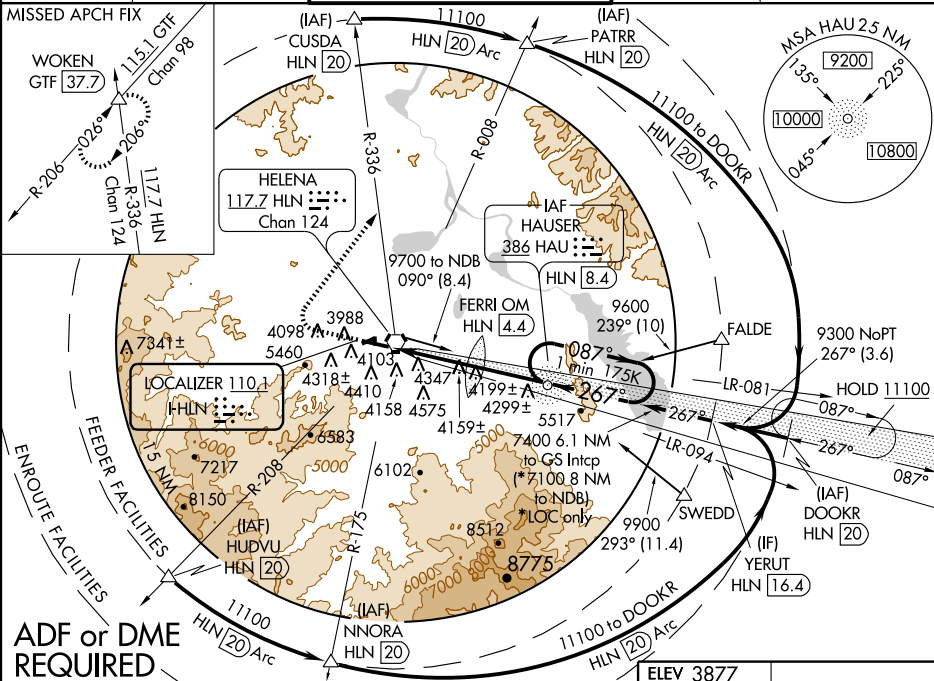 MISSED APCH FIX
WOKEN
GTF 37.7
115.1 GTF
Chan 98
026°
206°
R-206
R-336
Chan 124
117.7 HLN
(IAF)
CUSDA
HLN 20
11100
HLN 20 Arc
(IAF)
PATRR
HLN 20
11100 to DOOKR
HLN 20 Arc
MSA HAU 25 NM
135°
9200
225°
10000
045°
10800
R-336
R-008
HELENA
117.7 HLN
Chan 124
IAF
HAUSER
386 HAU
HLN 8.4
9700 to NDB
090° (8.4)
FERRI OM
HLN 4.4
9600
239° (10)
FALDE
9300 NoPT
267° (3.6)
7341±
4098
3988
5460
4318±
4410
4103
4158
4347
4575
4159±
4199±
4299±
5517
087°
1 min
175K
267°
LR-081
087°
HOLD 11100
267°
267°
087°
LR-094
LOCALIZER 110.1
I-HLN
6583
6000
5000
7217
8150
15 NM
R-208
6102
R-175
7400 6.1 NM
to GS Intcp
(*7100 8 NM
to NDB)
*LOC only
8512
8775
6000
7000
8000
9900
293° (11.4)
SWEDD
(IAF)
DOOKR
HLN 20
(IF)
YERUT
HLN 16.4
FEEDER FACILITIES
ENROUTE FACILITIES
(IAF)
HUDVU
HLN 20
11100
HLN 20 Arc
(IAF)
NNORA
HLN 20
11100 to DOOKR
HLN 20 Arc
ADF or DME
REQUIRED
ELEV 3877